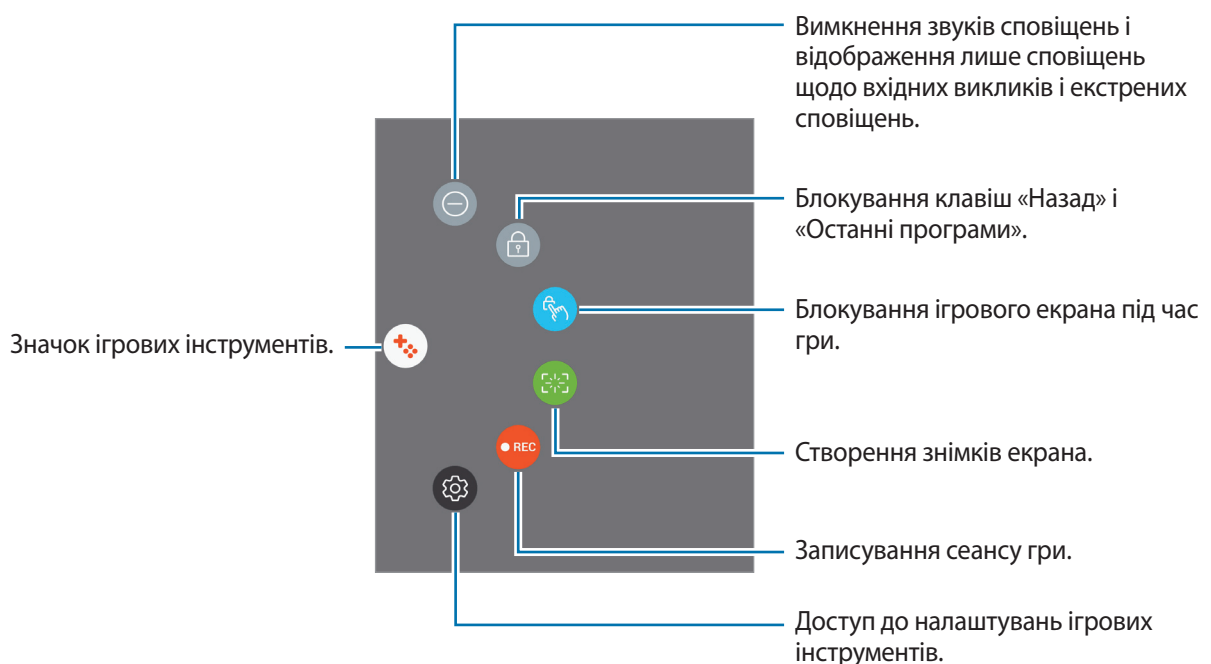 Вимкнення звуків сповіщень і
відображення лише сповіщень
щодо вхідних викликів і екстрених
сповіщень.
Блокування клавіш «Назад» і
«Останні програми».
Блокування ігрового екрана під час
гри.
Значок ігрових інструментів.
Створення знімків екрана.
REC
Записування сеансу гри.
Доступ до налаштувань ігрових
інструментів.